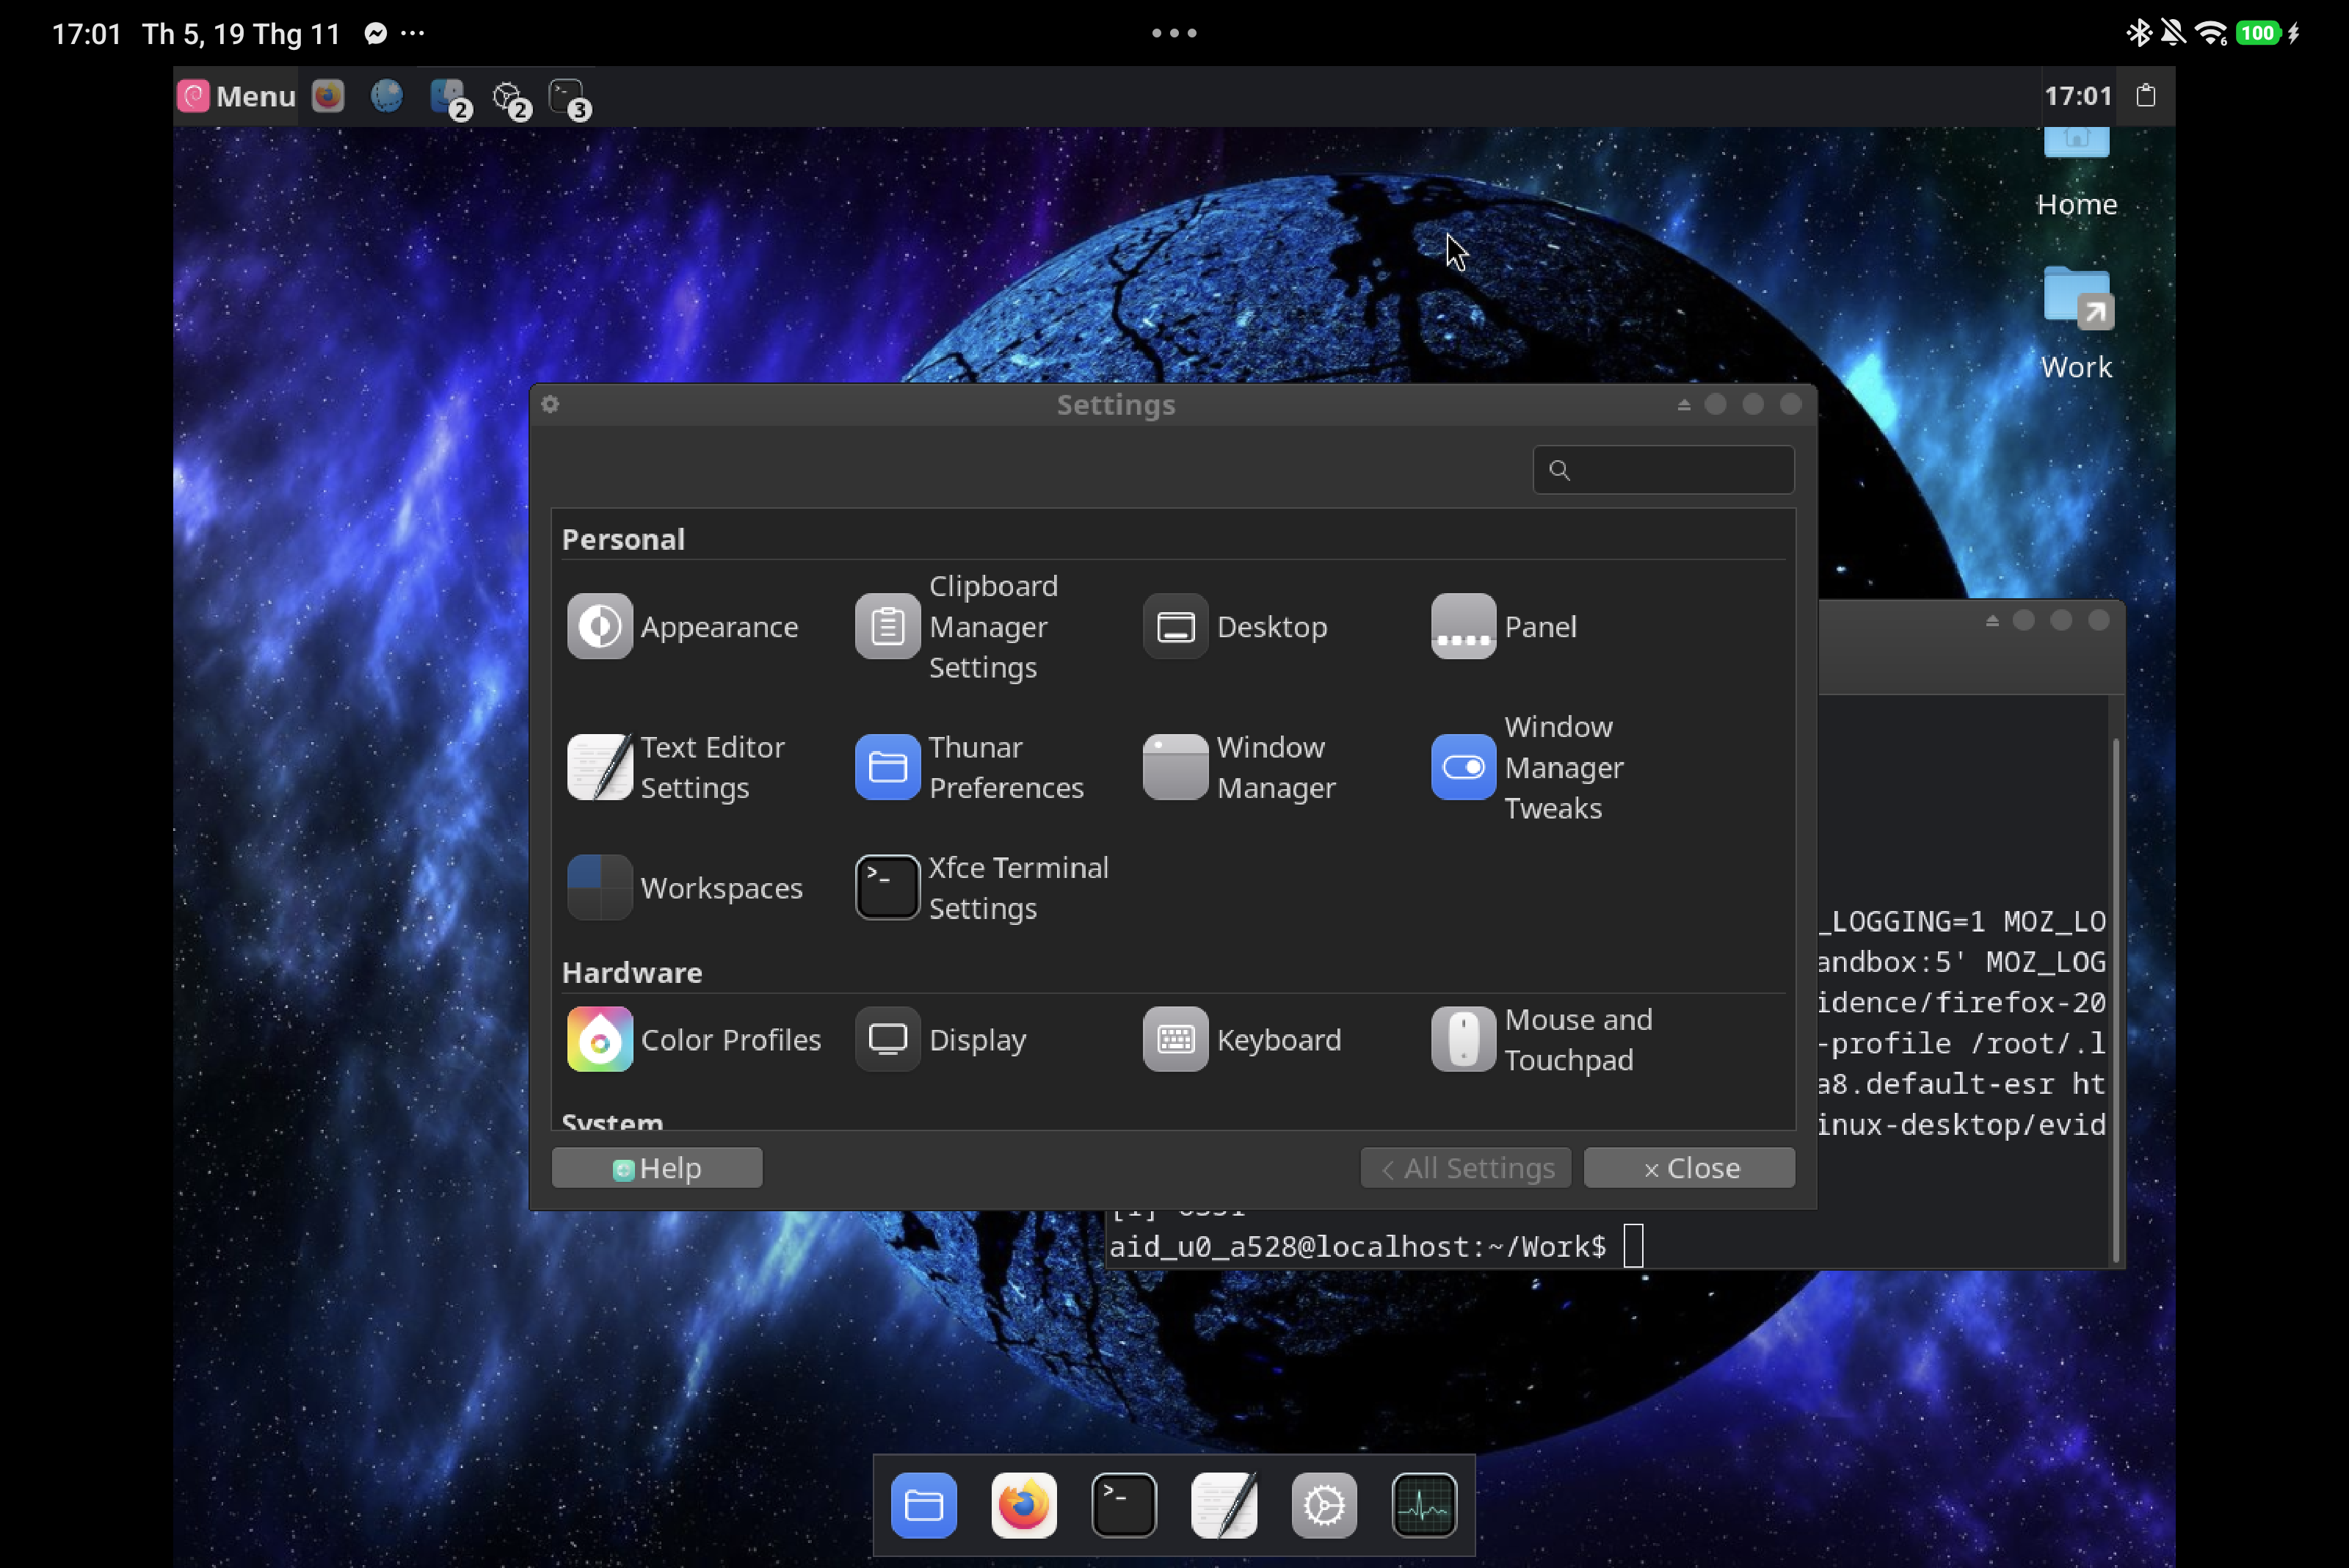 17:01 Th 5, 19 Thg 11
100
Menu
2
2
3
17:01
Home
Work
Settings
Personal
Appearance
Clipboard
Manager
Settings
Desktop
Panel
Text Editor
Settings
Thunar
Preferences
Window
Manager
Window
Manager
Tweaks
Workspaces
Xfce Terminal
Settings
Hardware
Color Profiles
Display
Keyboard
Mouse and
Touchpad
System
Help
< All Settings
× Close
_LOGGING=1 MOZ_LO
andbox:5' MOZ_LOG
idence/firefox-20
-profile /root/.l
a8.default-esr ht
inux-desktop/evid
aid_u0_a528@localhost:~/Work$